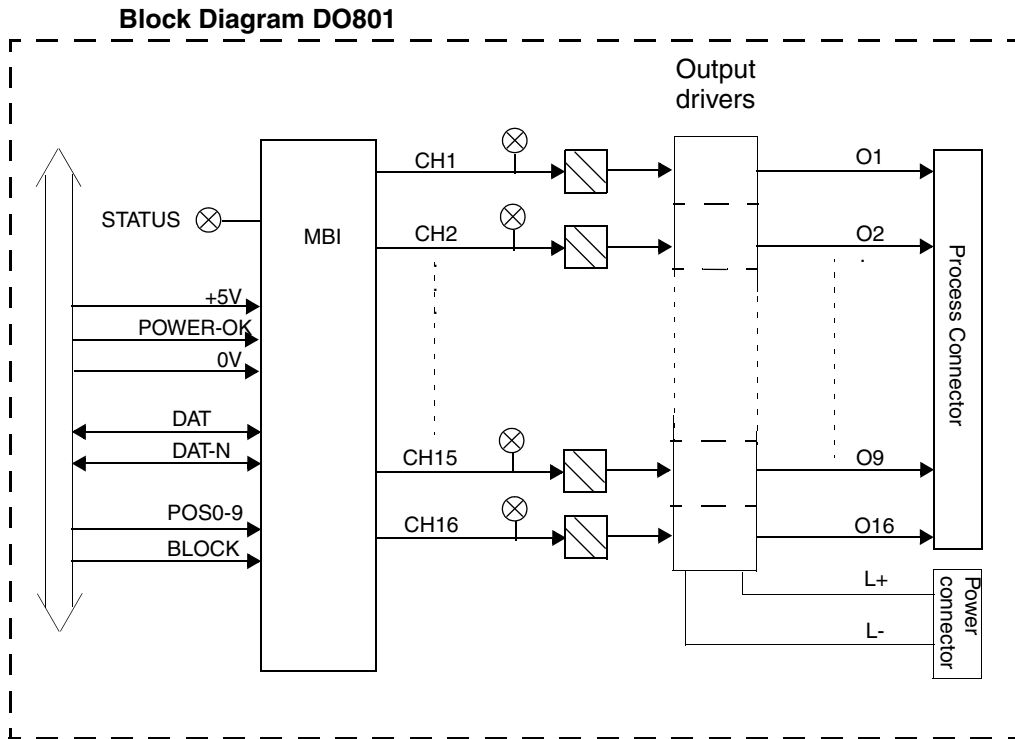 Block Diagram DO801
Output
drivers
CH1
O1
STATUS
MBI
CH2
O2
+5V
POWER-OK
0V
DAT
DAT-N
CH15
O9
POS0-9
CH16
O16
BLOCK
L+
L-
Process Connector
Power
connector